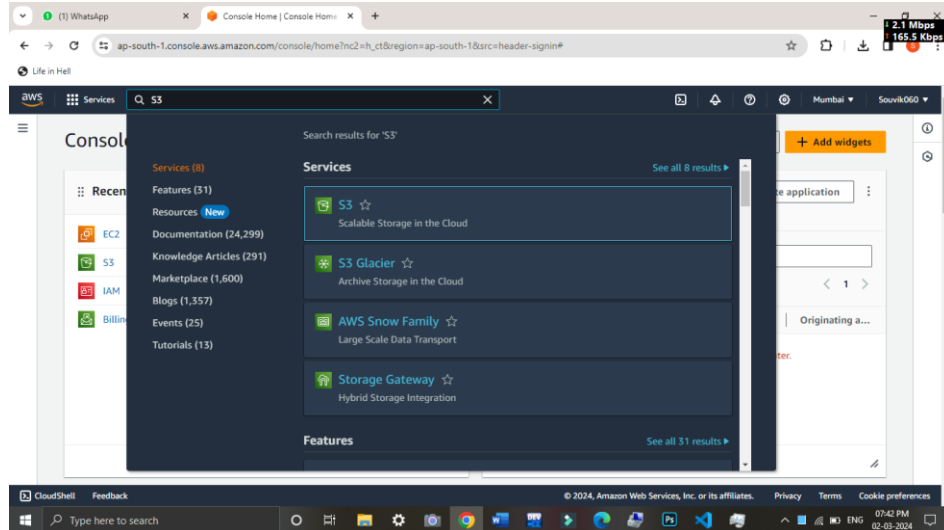 (1) WhatsApp
Console Home | Console Home
2.1 Mbps
165.5 Kbps
ap-south-1.console.aws.amazon.com/console/home?nc2=h_ct&region=ap-south-1&src=header-signin#
Life in Hell
aws Services S3 Mumbai Souvik060
Consol
Search results for 'S3'
+ Add widgets
Services (8)
Features (31)
Resources New
Documentation (24,299)
Knowledge Articles (291)
Marketplace (1,600)
Blogs (1,357)
Events (25)
Tutorials (13)
Services See all 8 results
S3
Scalable Storage in the Cloud
S3 Glacier
Archive Storage in the Cloud
AWS Snow Family
Large Scale Data Transport
Storage Gateway
Hybrid Storage Integration
Features See all 31 results
Recen
EC2
S3
IAM
Billin
te application
1
Originating a...
ter.
CloudShell Feedback © 2024, Amazon Web Services, Inc. or its affiliates. Privacy Terms Cookie preferences
Type here to search
Ps
ENG
07:42 PM
02-03-2024